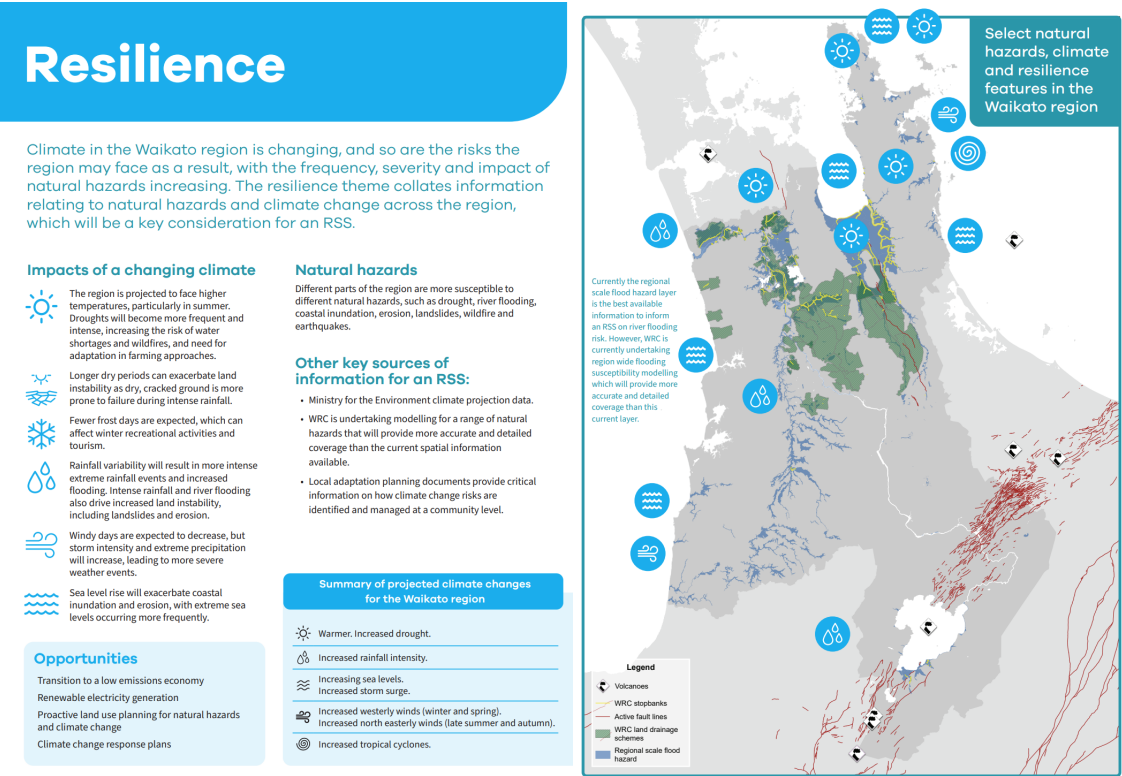 Resilience
Climate in the Waikato region is changing, and so are the risks the
region may face as a result, with the frequency, severity and impact of
natural hazards increasing. The resilience theme collates information
relating to natural hazards and climate change across the region,
which will be a key consideration for an RSS.
Impacts of a changing climate
The region is projected to face higher
temperatures, particularly in summer.
Droughts will become more frequent and
intense, increasing the risk of water
shortages and wildfires, and need for
adaptation in farming approaches.
Longer dry periods can exacerbate land
instability as dry, cracked ground is more
prone to failure during intense rainfall.
Fewer frost days are expected, which can
affect winter recreational activities and
tourism.
Rainfall variability will result in more intense
extreme rainfall events and increased
flooding. Intense rainfall and river flooding
also drive increased land instability,
including landslides and erosion.
Windy days are expected to decrease, but
storm intensity and extreme precipitation
will increase, leading to more severe
weather events.
Sea level rise will exacerbate coastal
inundation and erosion, with extreme sea
levels occurring more frequently.
Opportunities
Transition to a low emissions economy
Renewable electricity generation
Proactive land use planning for natural hazards
and climate change
Climate change response plans
Natural hazards
Different parts of the region are more susceptible to
different natural hazards, such as drought, river flooding,
coastal inundation, erosion, landslides, wildfire and
earthquakes.
Other key sources of
information for an RSS:
• Ministry for the Environment climate projection data.
• WRC is undertaking modelling for a range of natural
hazards that will provide more accurate and detailed
coverage than the current spatial information
available.
• Local adaptation planning documents provide critical
information on how climate change risks are
identified and managed at a community level.
Summary of projected climate changes
for the Waikato region
Warmer. Increased drought.
Increased rainfall intensity.
Increasing sea levels.
Increased storm surge.
Increased westerly winds (winter and spring).
Increased north easterly winds (late summer and autumn).
Increased tropical cyclones.
Select natural
hazards, climate
and resilience
features in the
Waikato region
Currently the regional
scale flood hazard layer
is the best available
information to inform
an RSS on river flooding
risk. However, WRC is
currently undertaking
region wide flooding
susceptibility modelling
which will provide more
accurate and detailed
coverage than this
current layer.
Legend
Volcanoes
WRC stopbanks
Active fault lines
WRC land drainage
schemes
Regional scale flood
hazard